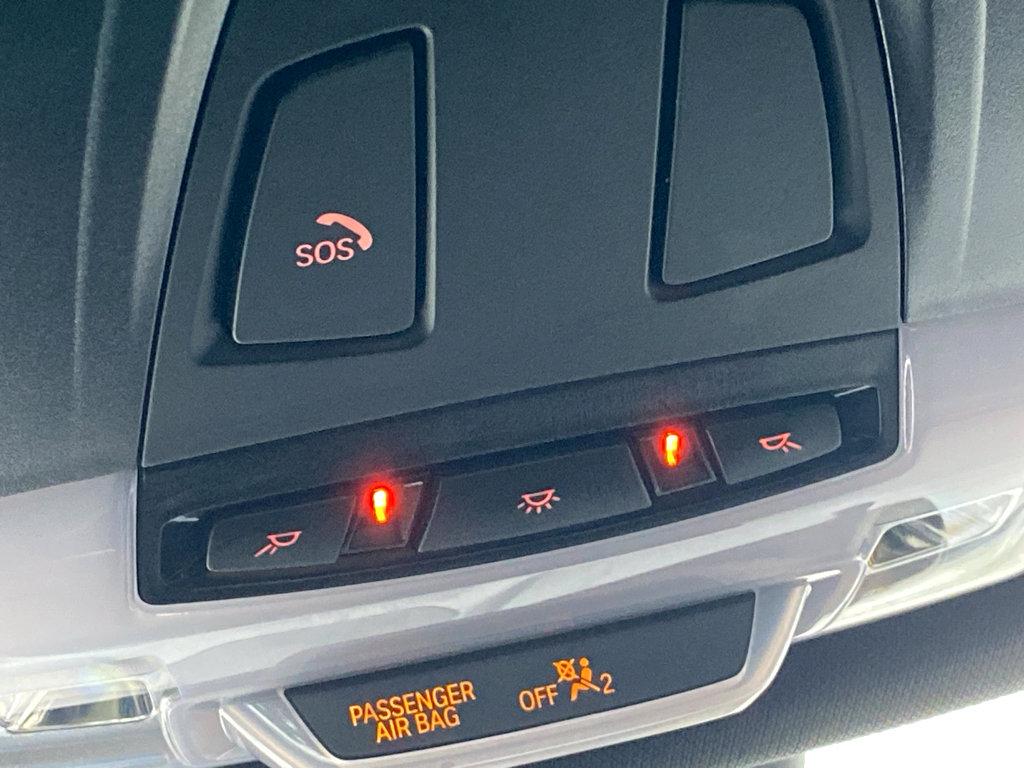 SOS
PASSENGER
AIR BAG
OFF 2